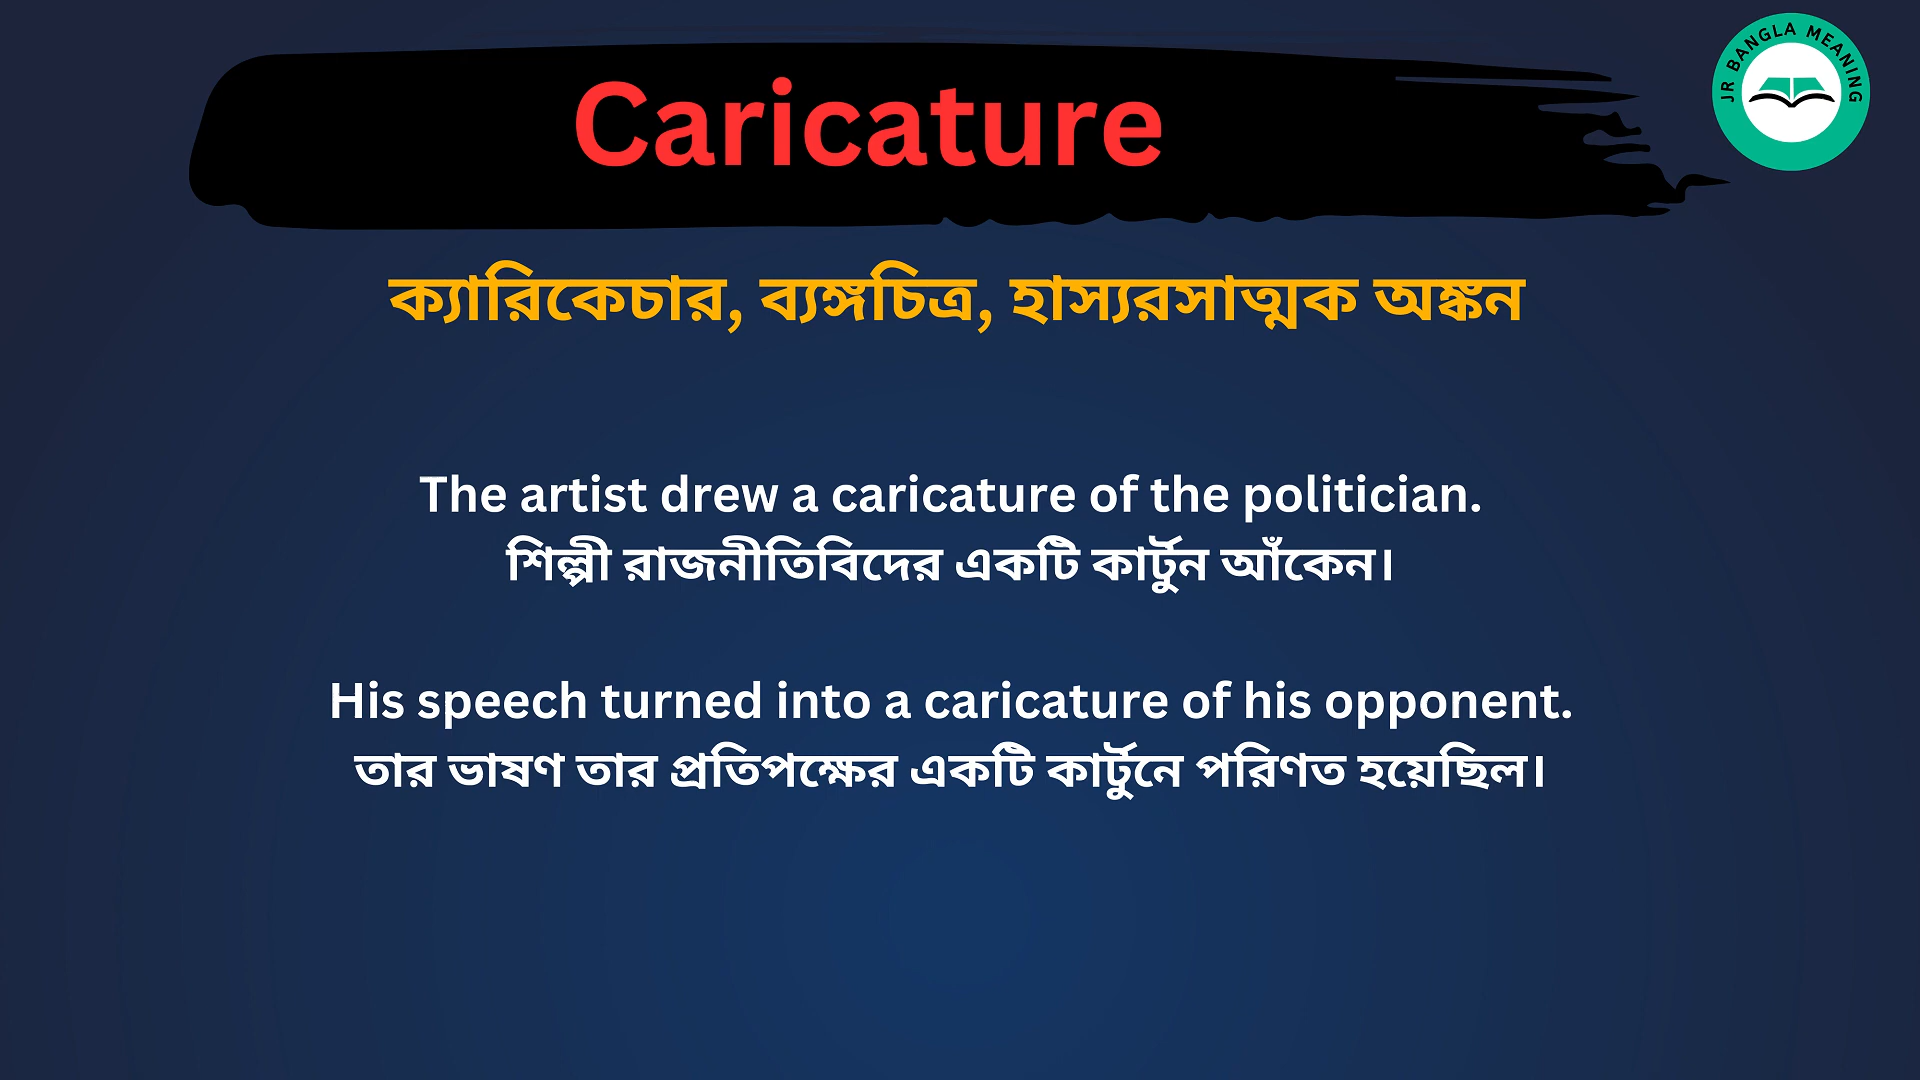 JR BANGLA MEANING
Caricature
ক্যারিকেচার, ব্যঙ্গচিত্র, হাস্যরসাত্মক অঙ্কন
The artist drew a caricature of the politician.
শিল্পী রাজনীতিবিদের একটি কার্টুন আঁকেন।
His speech turned into a caricature of his opponent.
তার ভাষণ তার প্রতিপক্ষের একটি কার্টুনে পরিণত হয়েছিল।